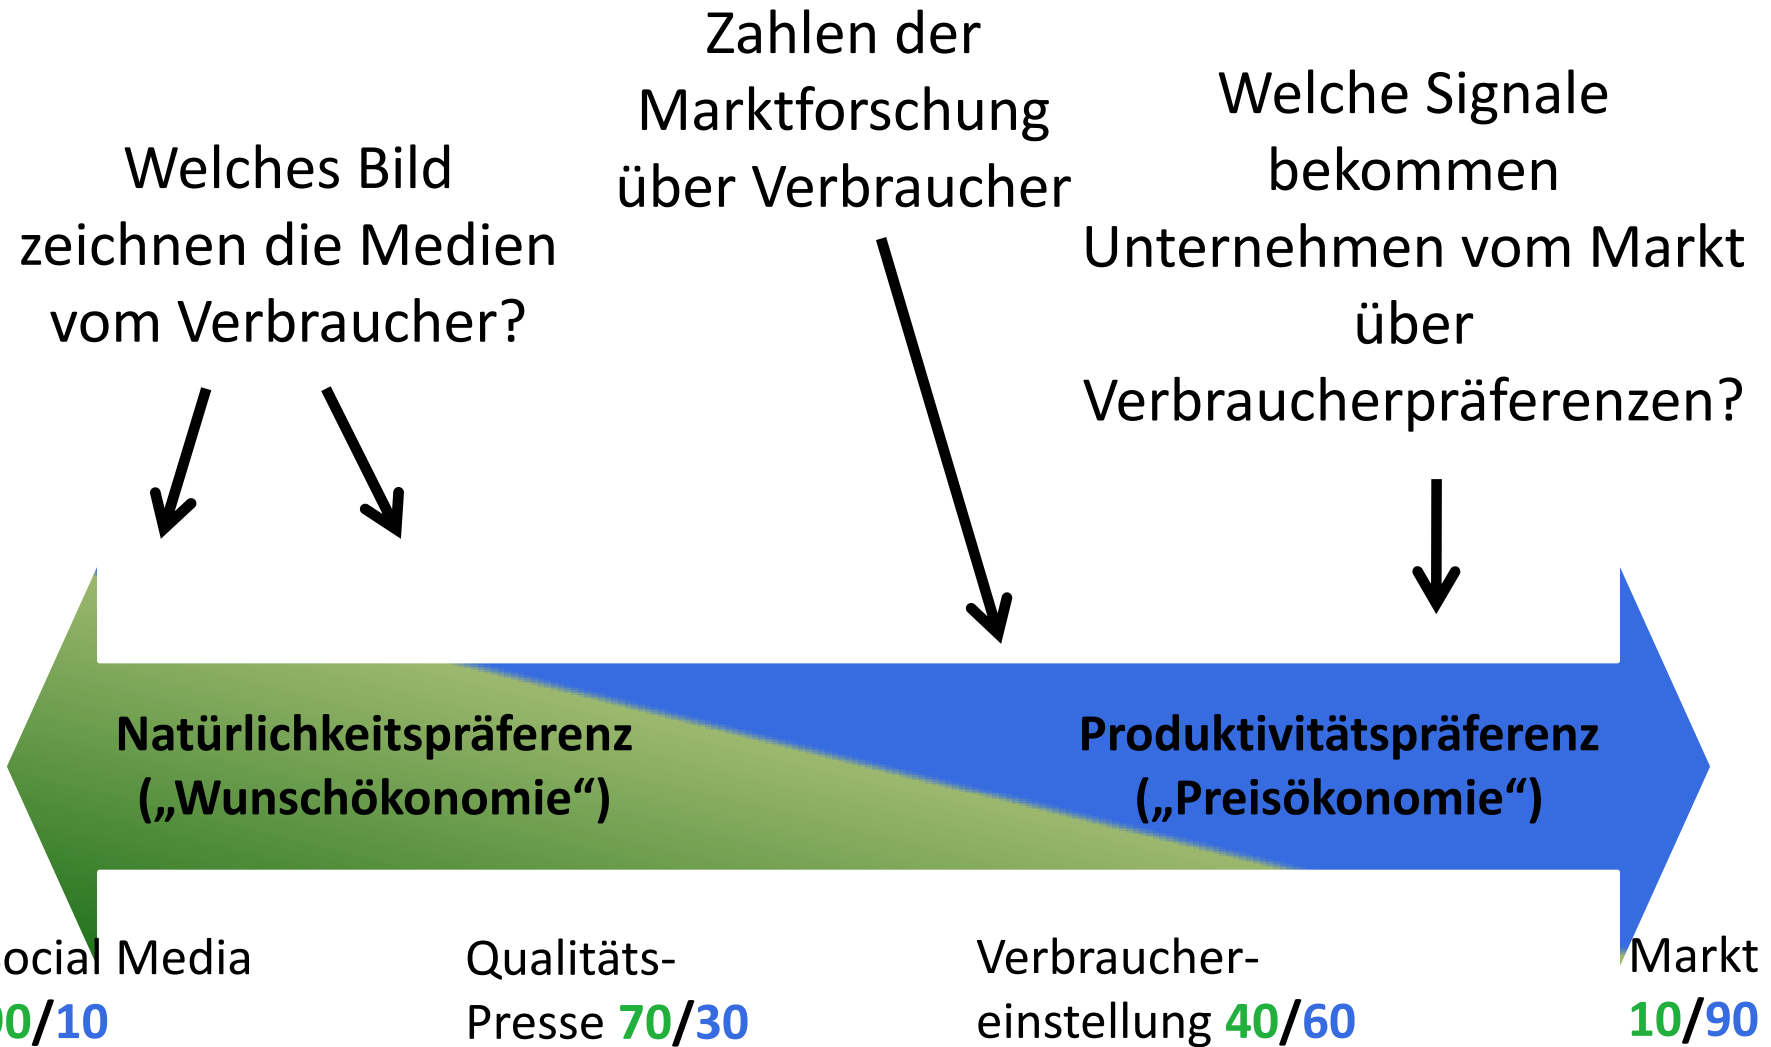 Welches Bild
zeichnen die Medien
vom Verbraucher?
Zahlen der
Marktforschung
über Verbraucher
Welche Signale
bekommen
Unternehmen vom Markt
über
Verbraucherpräferenzen?
Natürlichkeitspräferenz
(„Wunschökonomie“)
Produktivitätspräferenz
(„Preisökonomie“)
ocial Media
0/10
Qualitäts-
Presse 70/30
Verbraucher-
einstellung 40/60
Markt
10/90